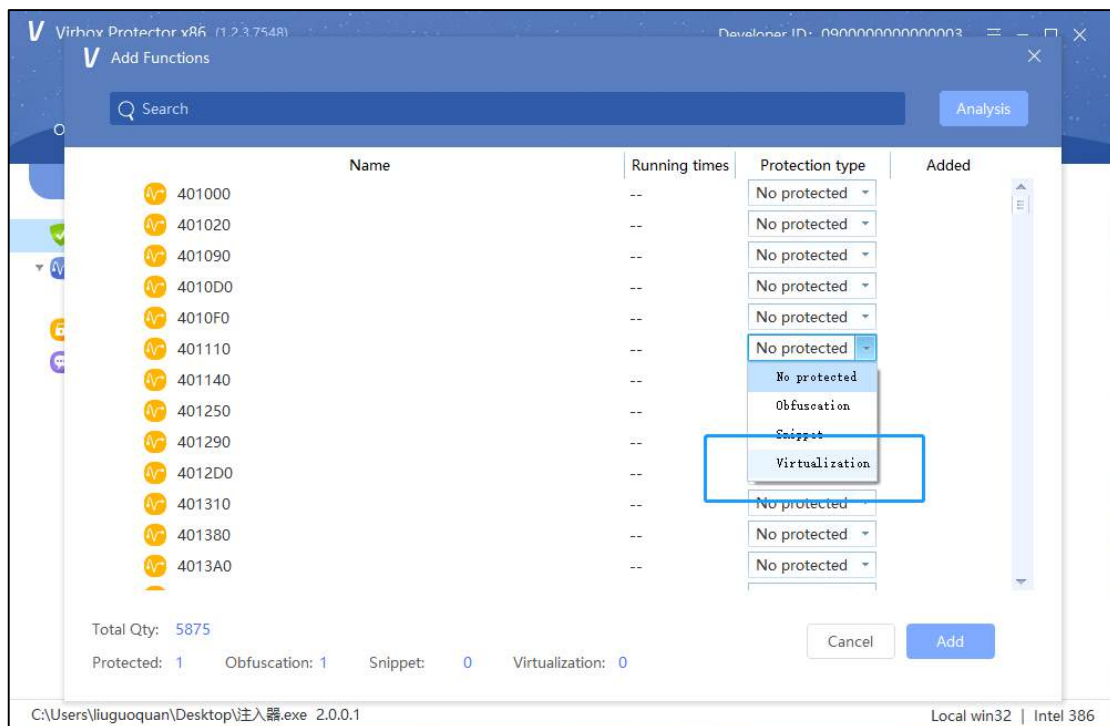 V Virbox Protector x86 (1.2.3.7548) Developer ID: 0900000000000003
V Add Functions
Search Analysis
O
Name Running times Protection type Added
401000 -- No protected
401020 -- No protected
401090 -- No protected
4010D0 -- No protected
4010F0 -- No protected
401110 -- No protected
401140 -- No protected
401250 -- Obfuscation
401290 -- Snippet
4012D0 -- Virtualization
401310 -- No protected
401380 -- No protected
4013A0 -- No protected
Total Qty: 5875
Cancel Add
Protected: 1 Obfuscation: 1 Snippet: 0 Virtualization: 0
C:\Users\liuguoquan\Desktop\注入器.exe 2.0.0.1 Local win32 | Intel 386